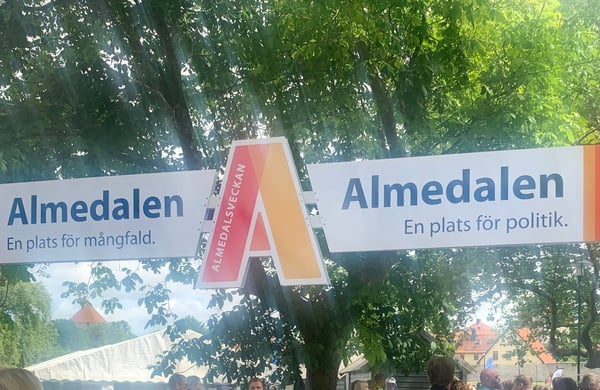 Almedalen
En plats för mångfald.
ALMEDALSVECKAN
Almedalen
En plats för politik.